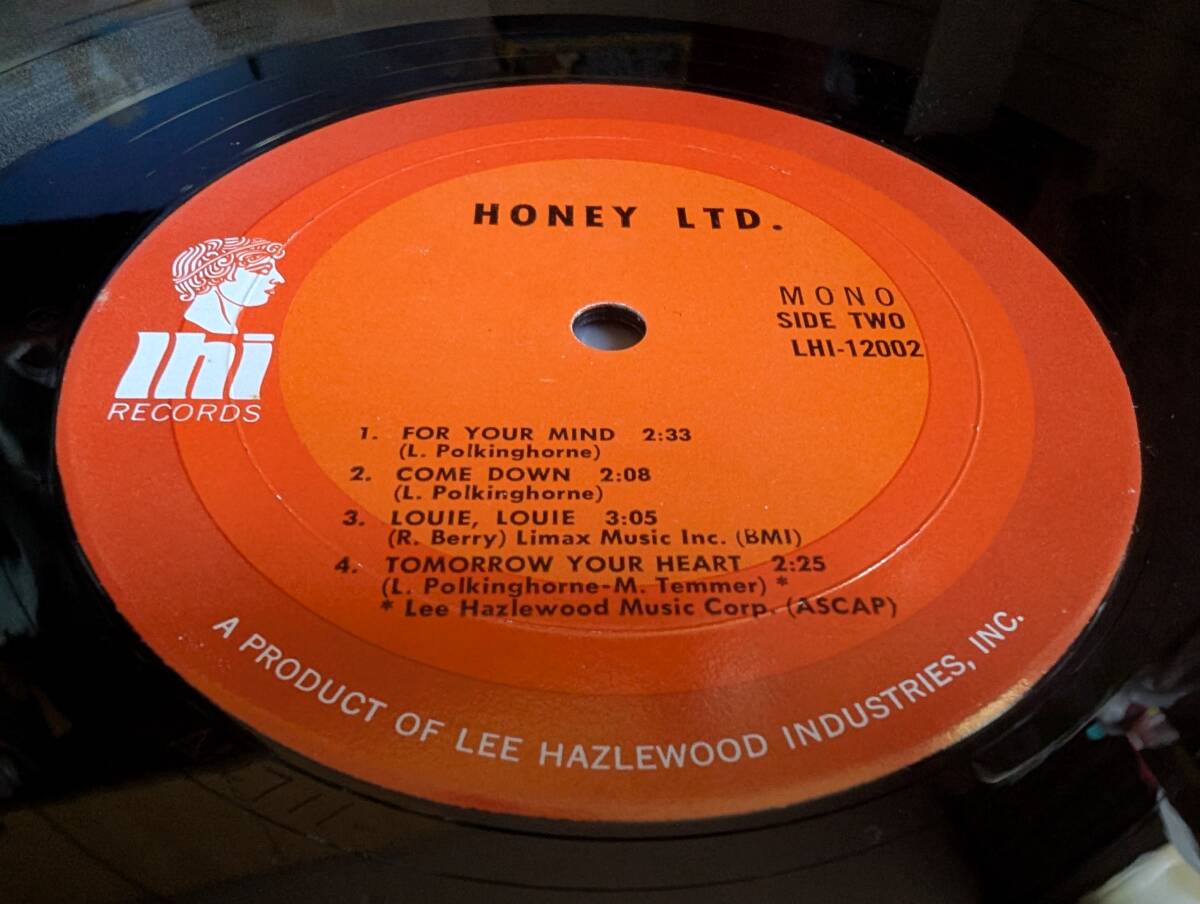 HONEY LTD.
MONO
SIDE TWO
LHI-12002
lhi
RECORDS
1. FOR YOUR MIND 2:33
(L. Polkinghorne)
2. COME DOWN 2:08
(L. Polkinghorne)
3. LOUIE, LOUIE 3:05
(R. Berry) Limax Music Inc. (BMI)
4. TOMORROW YOUR HEART 2:25
(L. Polkinghorne-M. Temmer) *
* Lee Hazlewood Music Corp. (ASCAP)
A PRODUCT OF LEE HAZLEWOOD INDUSTRIES, INC.